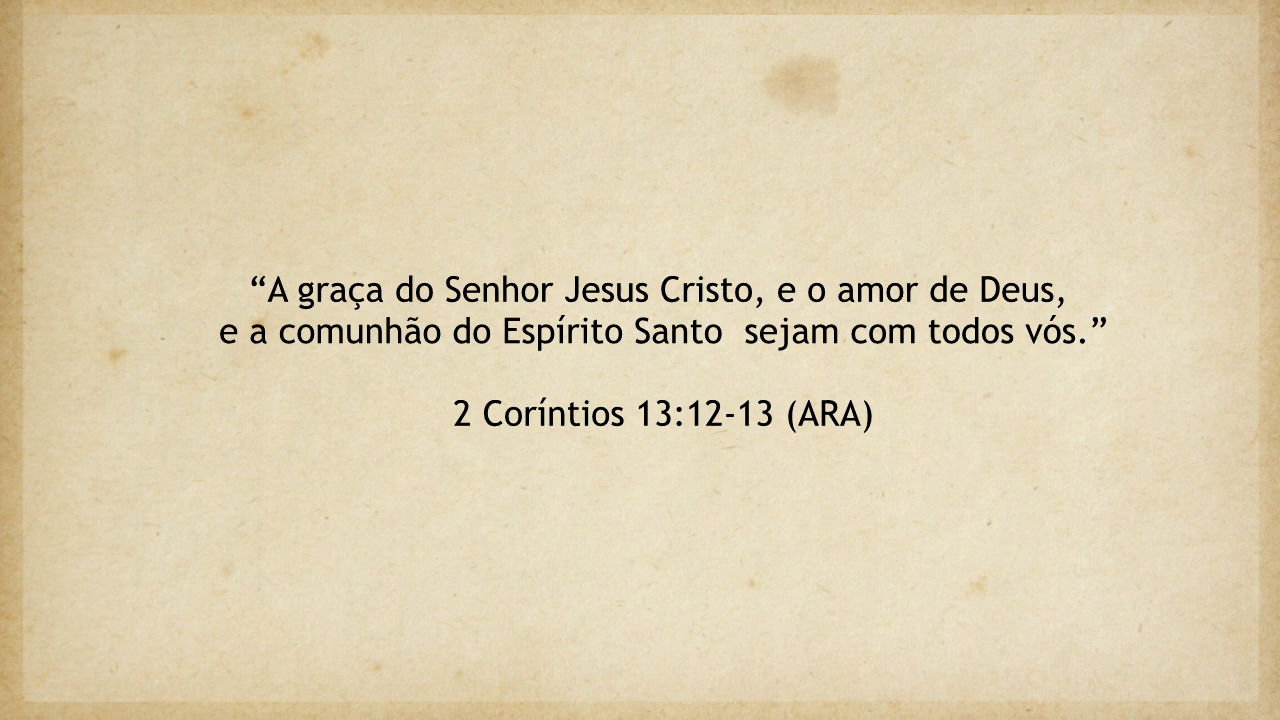 “A graça do Senhor Jesus Cristo, e o amor de Deus,
e a comunhão do Espírito Santo  sejam com todos vós.”
2 Coríntios 13:12-13 (ARA)